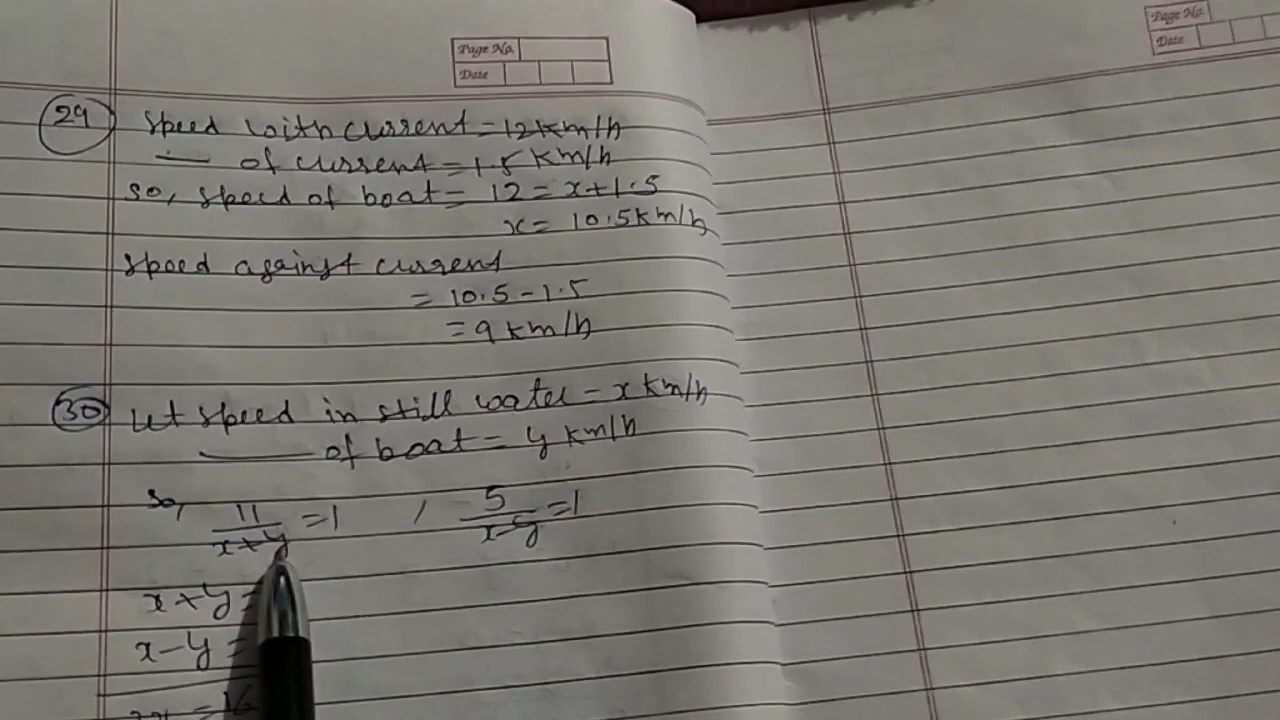 Page No.
Date
Page No.
Date
29 Speed with current = 12 km/h
— of current = 1.5 km/h
So, speed of boat = 12 = x+1.5
x = 10.5 km/h
Speed against current
= 10.5 - 1.5
= 9 km/h
30 Let speed in still water = x km/h
— of boat = y km/h
So, 11/(x+y) = 1 , 5/(x-y) = 1
x+y =
x-y =
= 16